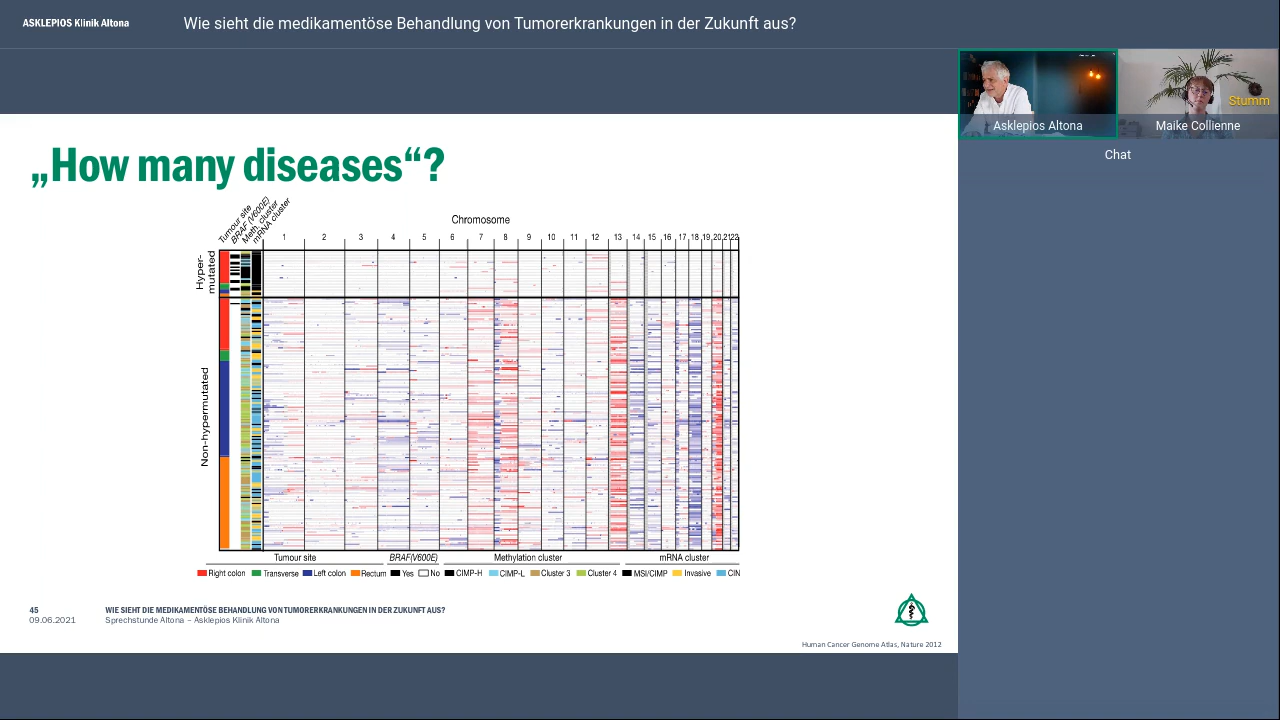 ASKLEPIOS Klinik Altona
Wie sieht die medikamentöse Behandlung von Tumorerkrankungen in der Zukunft aus?
Stumm
Asklepios Altona
Maike Collienne
Chat
„How many diseases“?
Tumour site
BRAF (V600E)
Meth. cluster
mRNA cluster
Chromosome
1 2 3 4 5 6 7 8 9 10 11 12 13 14 15 16 17 18 19 20 21 22
Hyper-
mutated
Non-hypermutated
Tumour site BRAF(V600E) Methylation cluster mRNA cluster
Right colon Transverse Left colon Rectum Yes No CIMP-H CIMP-L Cluster 3 Cluster 4 MSI/CIMP Invasive CIN
45 WIE SIEHT DIE MEDIKAMENTÖSE BEHANDLUNG VON TUMORERKRANKUNGEN IN DER ZUKUNFT AUS?
09.06.2021 Sprechstunde Altona – Asklepios Klinik Altona
Human Cancer Genome Atlas, Nature 2012